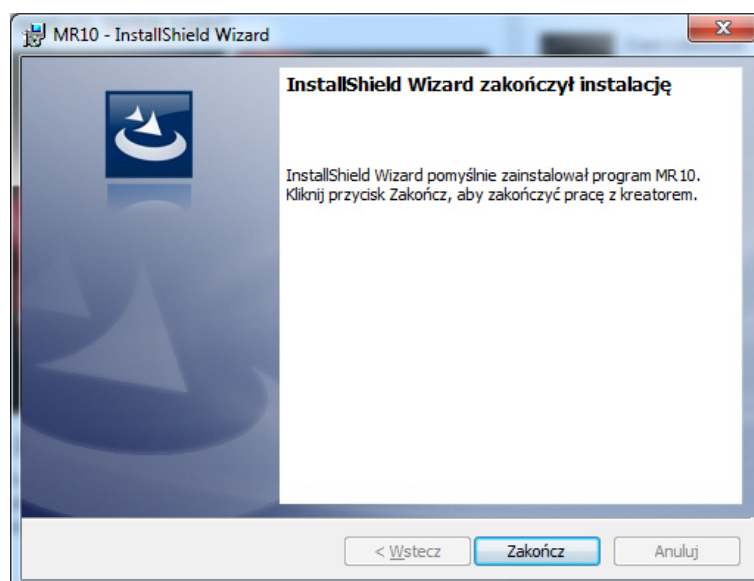 MR10 - InstallShield Wizard
InstallShield Wizard zakończył instalację
InstallShield Wizard pomyślnie zainstalował program MR10.
Kliknij przycisk Zakończ, aby zakończyć pracę z kreatorem.
< Wstecz
Zakończ
Anuluj